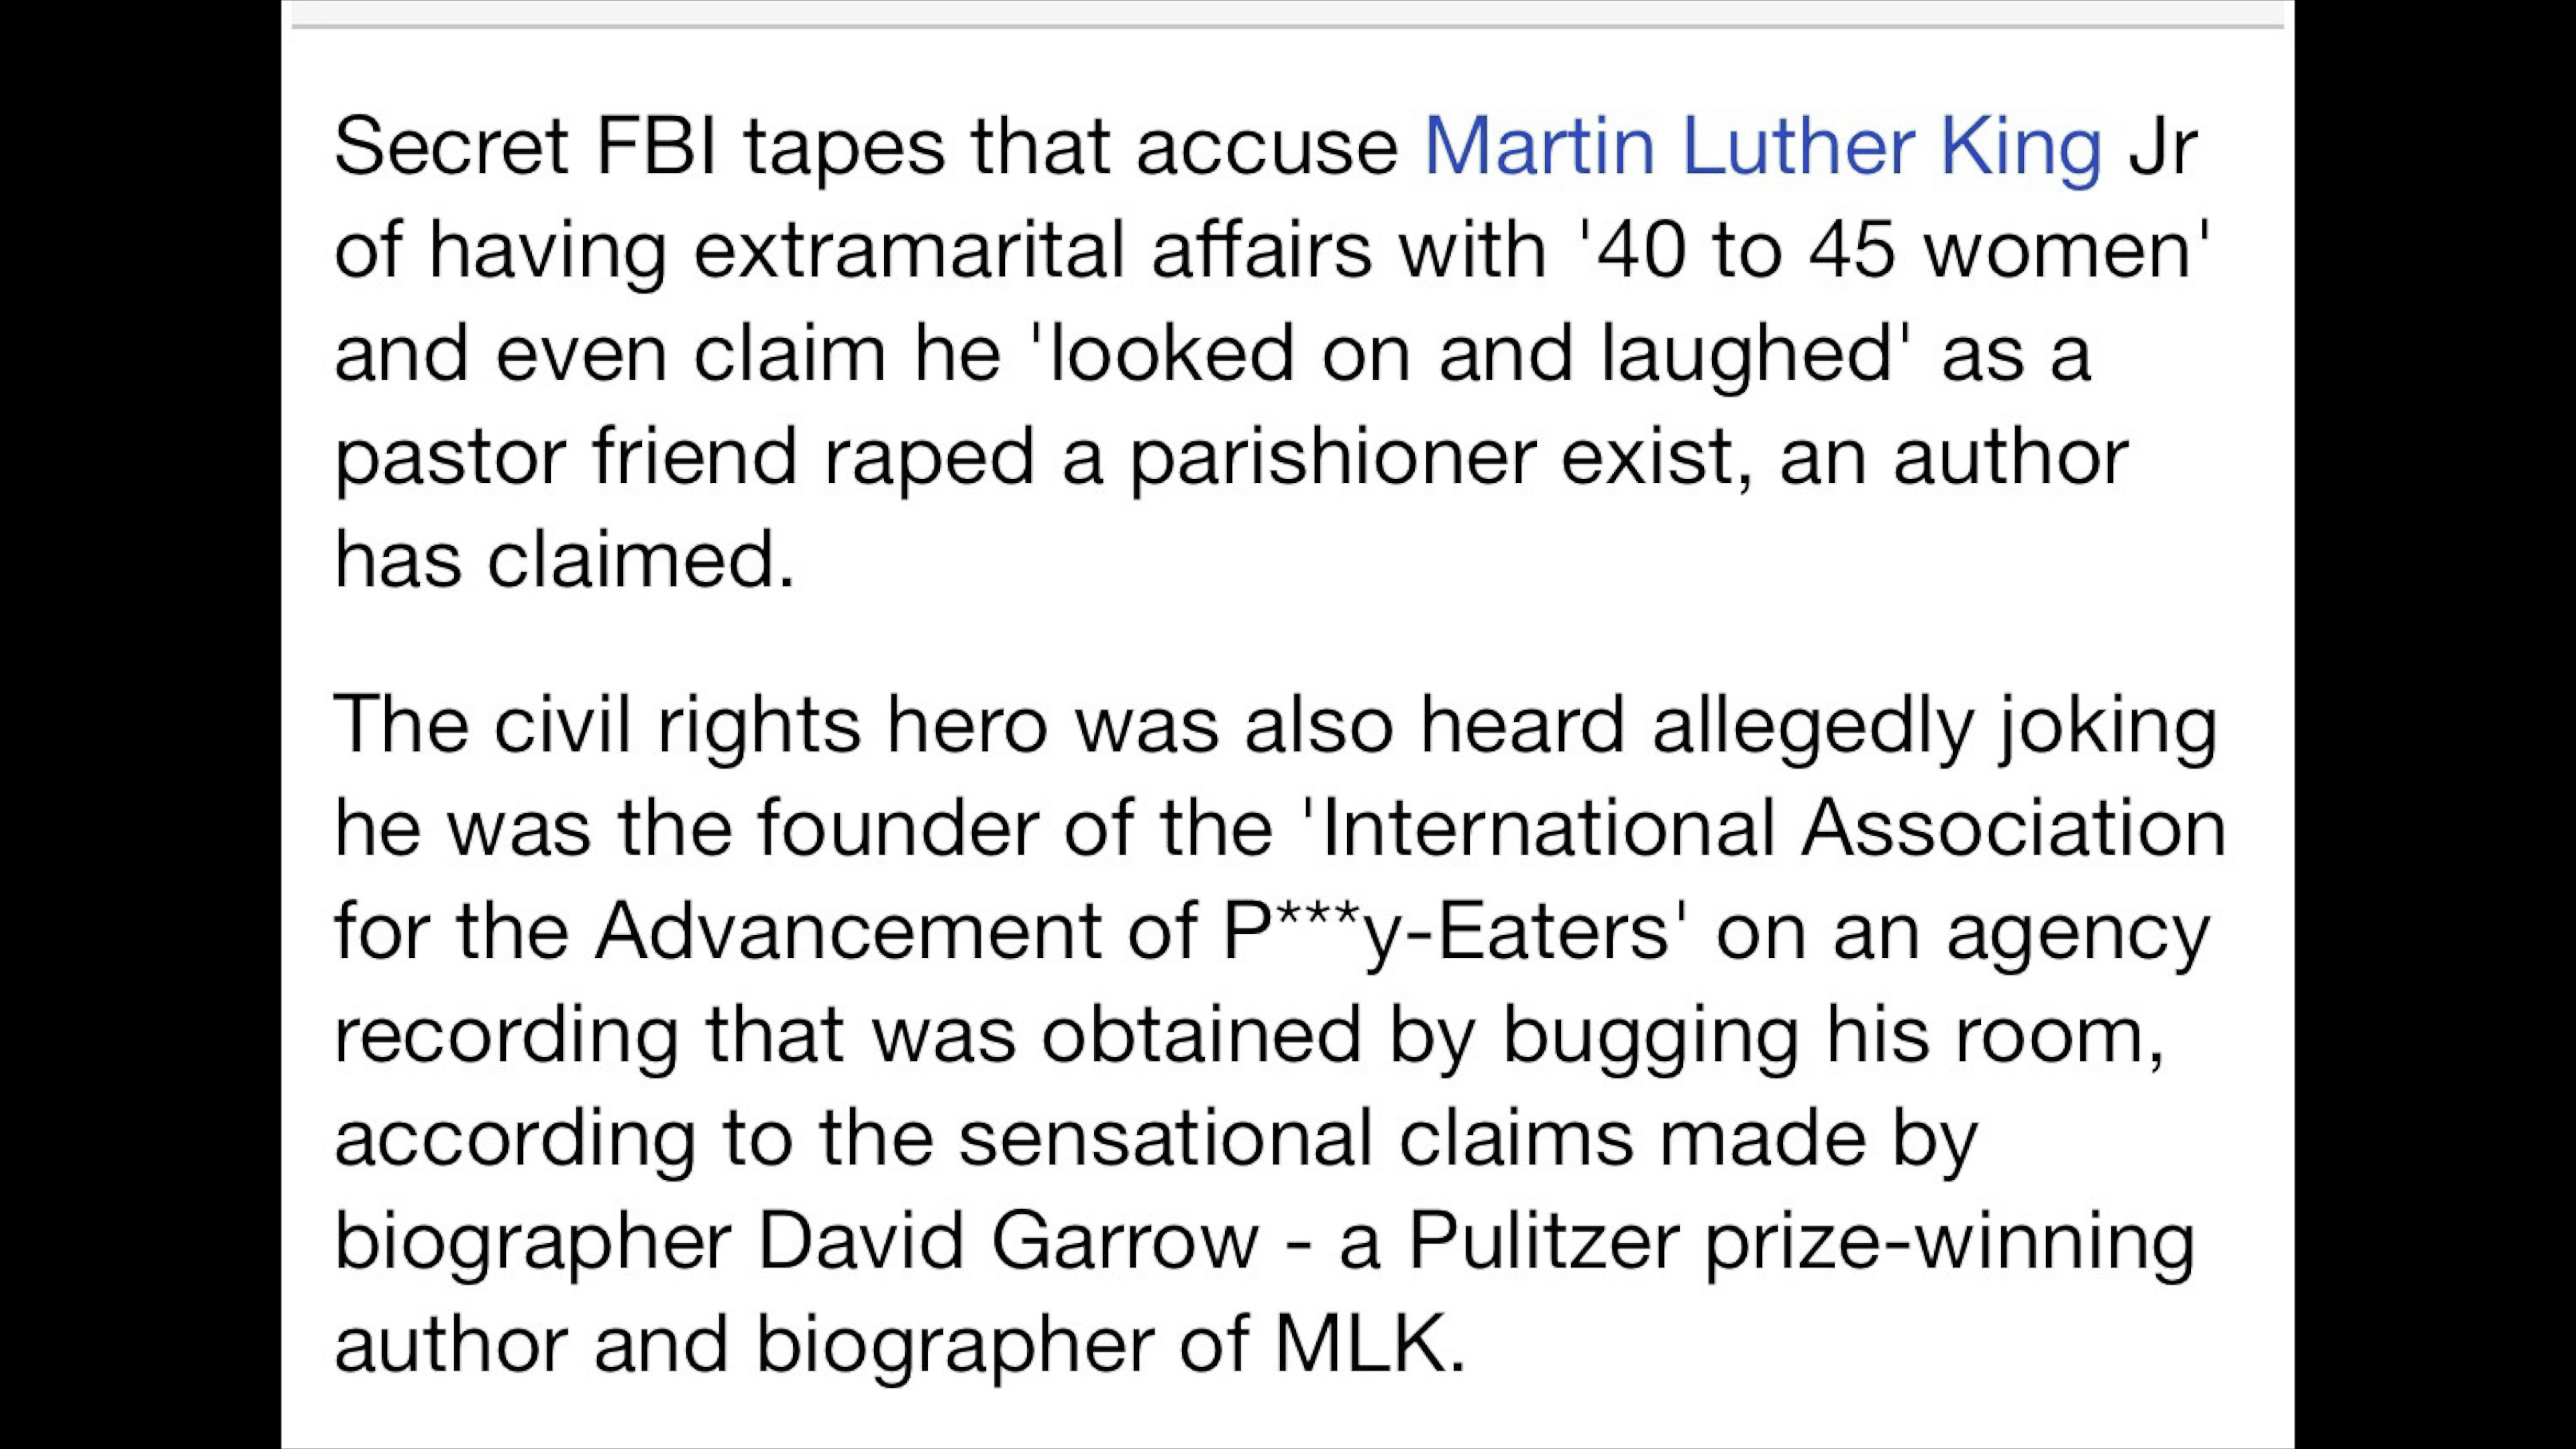 Secret FBI tapes that accuse Martin Luther King Jr
of having extramarital affairs with '40 to 45 women'
and even claim he 'looked on and laughed' as a
pastor friend raped a parishioner exist, an author
has claimed.
The civil rights hero was also heard allegedly joking
he was the founder of the 'International Association
for the Advancement of P***y-Eaters' on an agency
recording that was obtained by bugging his room,
according to the sensational claims made by
biographer David Garrow - a Pulitzer prize-winning
author and biographer of MLK.